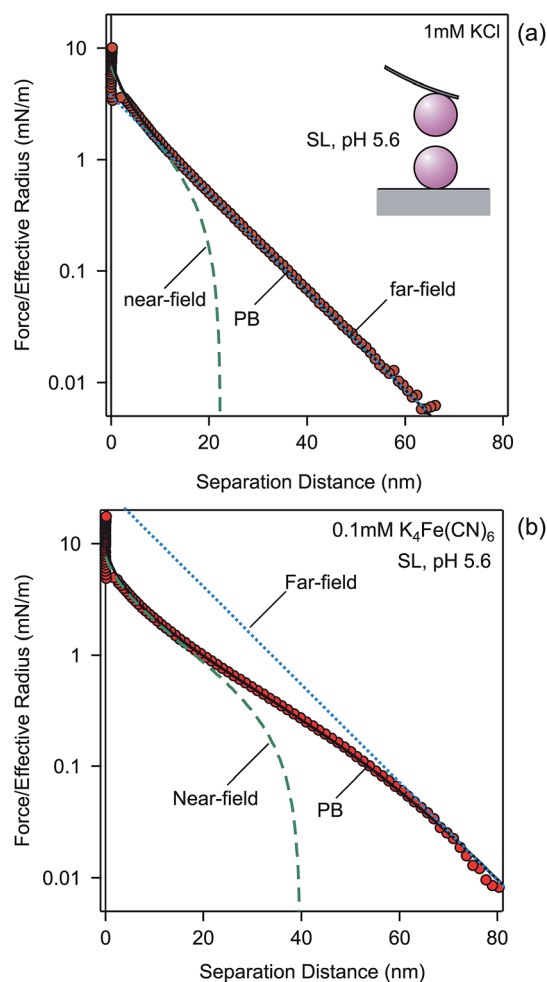 1mM KCl
(a)
10
1
0.1
0.01
Force/Effective Radius (mN/m)
SL, pH 5.6
near-field
PB
far-field
0
20
40
60
80
Separation Distance (nm)
0.1mM K₄Fe(CN)₆
(b)
SL, pH 5.6
10
1
0.1
0.01
Force/Effective Radius (mN/m)
Far-field
Near-field
PB
0
20
40
60
80
Separation Distance (nm)